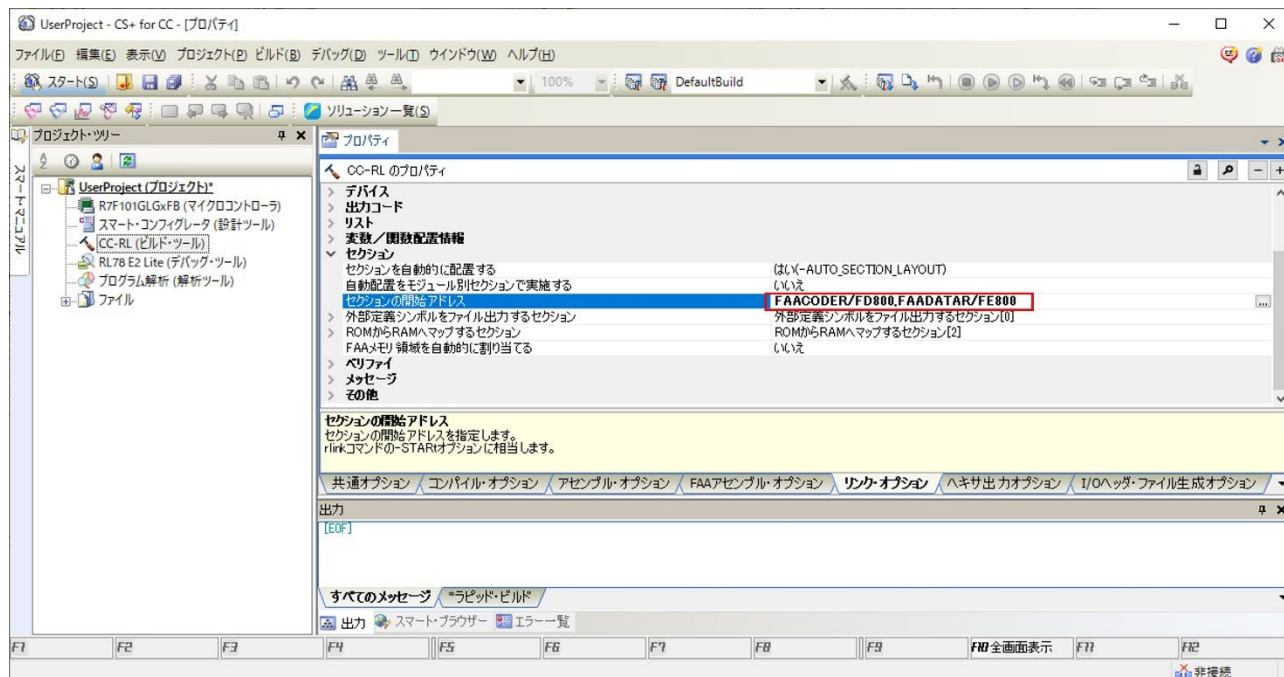 UserProject - CS+ for CC - [プロパティ]
ファイル(F) 編集(E) 表示(V) プロジェクト(P) ビルド(B) デバッグ(D) ツール(T) ウインドウ(W) ヘルプ(H)
スタート(S) 100% DefaultBuild
ソリューション一覧(S)
スマート・マニュアル
プロジェクト・ツリー
UserProject (プロジェクト)*
R7F101GLGxFB (マイクロコントローラ)
スマート・コンフィグレータ (設計ツール)
CC-RL (ビルド・ツール)
RL78 E2 Lite (デバッグ・ツール)
プログラム解析 (解析ツール)
ファイル
プロパティ
CC-RL のプロパティ
デバイス
出力コード
リスト
変数/関数配置情報
セクション
セクションを自動的に配置する はい(-AUTO_SECTION_LAYOUT)
自動配置をモジュール別セクションで実施する いいえ
セクションの開始アドレス FAACODER/FD800,FAADATAR/FE800
外部定義シンボルをファイル出力するセクション 外部定義シンボルをファイル出力するセクション[0]
ROMからRAMへマップするセクション ROMからRAMへマップするセクション[2]
FAAメモリ領域を自動的に割り当てる いいえ
ベリファイ
メッセージ
その他
セクションの開始アドレス
セクションの開始アドレスを指定します。
rlinkコマンドの-STARtオプションに相当します。
共通オプション コンパイル・オプション アセンブル・オプション FAAアセンブル・オプション リンク・オプション ヘキサ出力オプション I/Oヘッダ・ファイル生成オプション
出力
[EOF]
すべてのメッセージ *ラピッド・ビルド
出力 スマート・ブラウザー エラー一覧
F1 F2 F3 F4 F5 F6 F7 F8 F9 F10 全画面表示 F11 F12
非接続